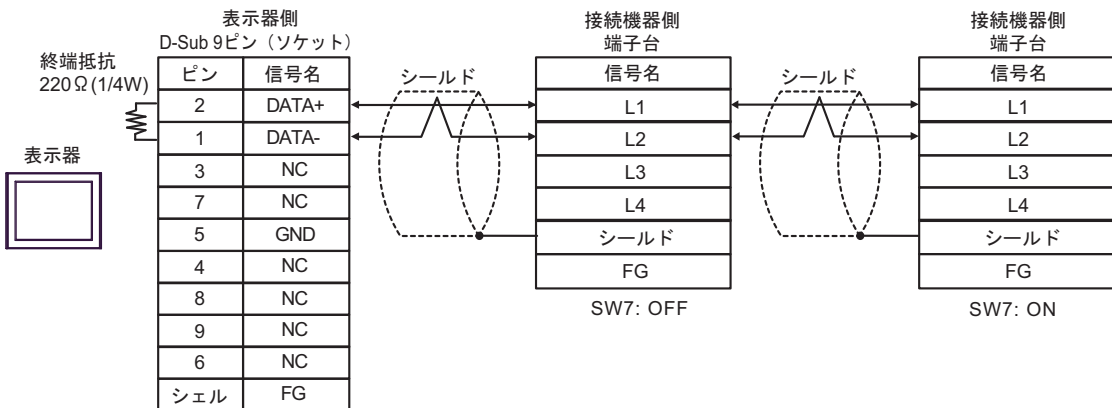 表示器側
D-Sub 9ピン（ソケット）
終端抵抗
220Ω(1/4W)
表示器
ピン 信号名
2 DATA+
1 DATA-
3 NC
7 NC
5 GND
4 NC
8 NC
9 NC
6 NC
シェル FG
シールド
接続機器側
端子台
信号名
L1
L2
L3
L4
シールド
FG
SW7: OFF
シールド
接続機器側
端子台
信号名
L1
L2
L3
L4
シールド
FG
SW7: ON